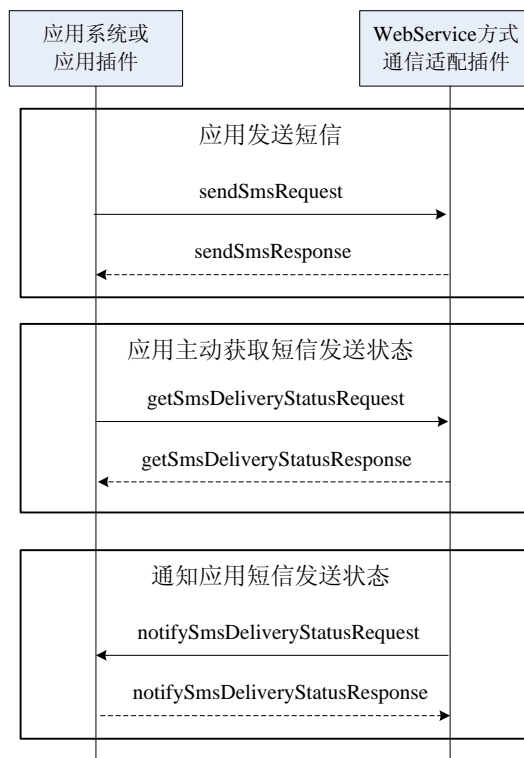 应用系统或
应用插件
WebService方式
通信适配插件
应用发送短信
sendSmsRequest
sendSmsResponse
应用主动获取短信发送状态
getSmsDeliveryStatusRequest
getSmsDeliveryStatusResponse
通知应用短信发送状态
notifySmsDeliveryStatusRequest
notifySmsDeliveryStatusResponse